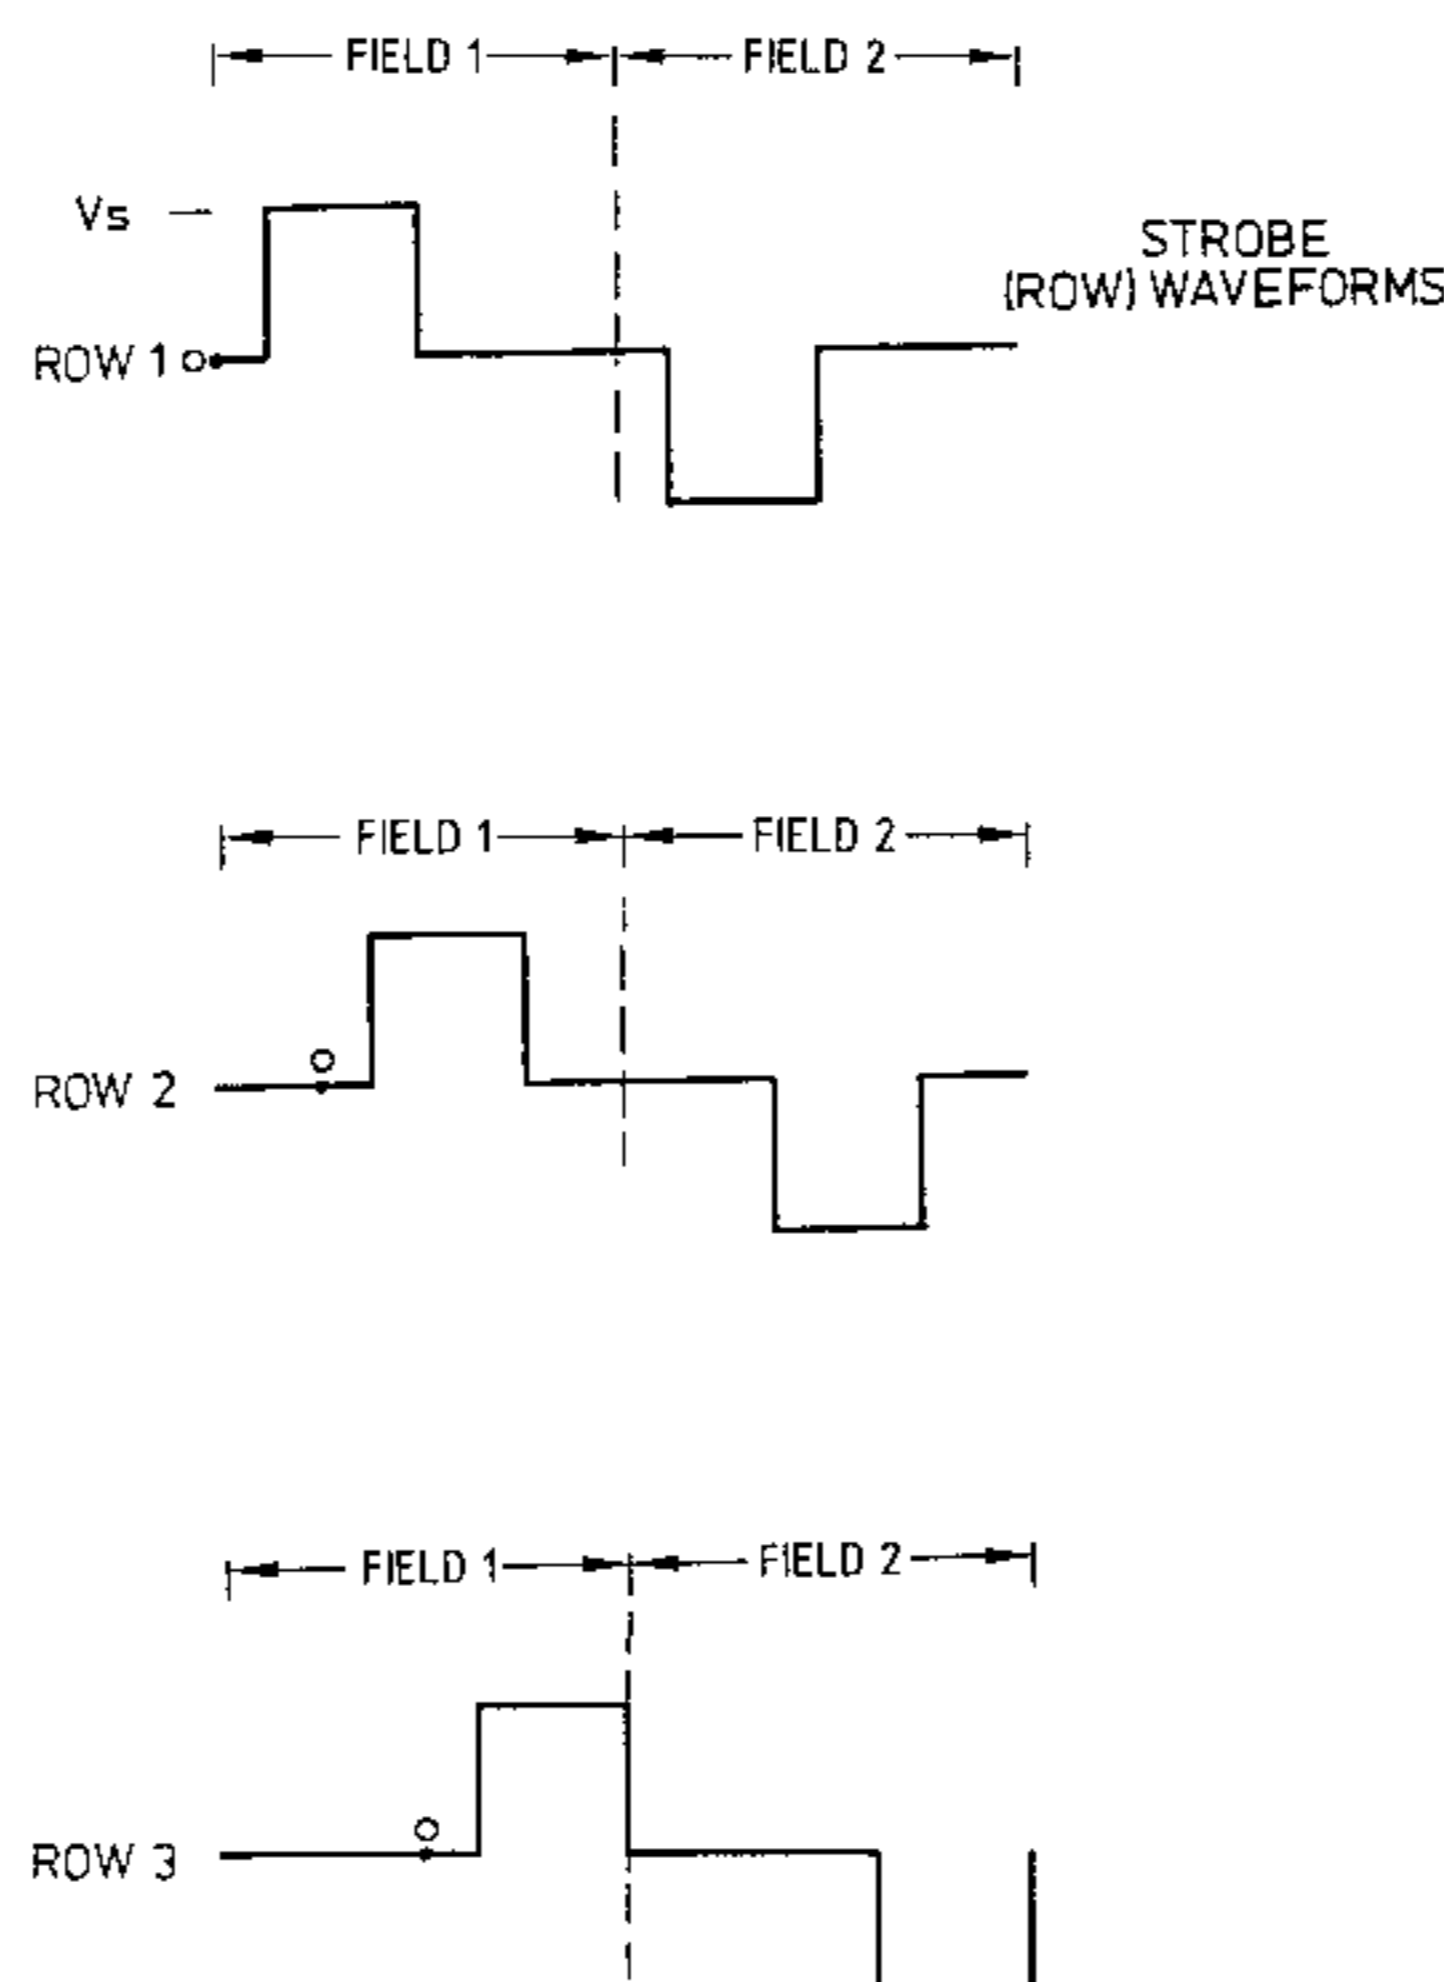 FIELD 1 FIELD 2
Vs
STROBE
(ROW) WAVEFORMS
ROW 1 O
FIELD 1 FIELD 2
O
ROW 2
FIELD 1 FIELD 2
O
ROW 3